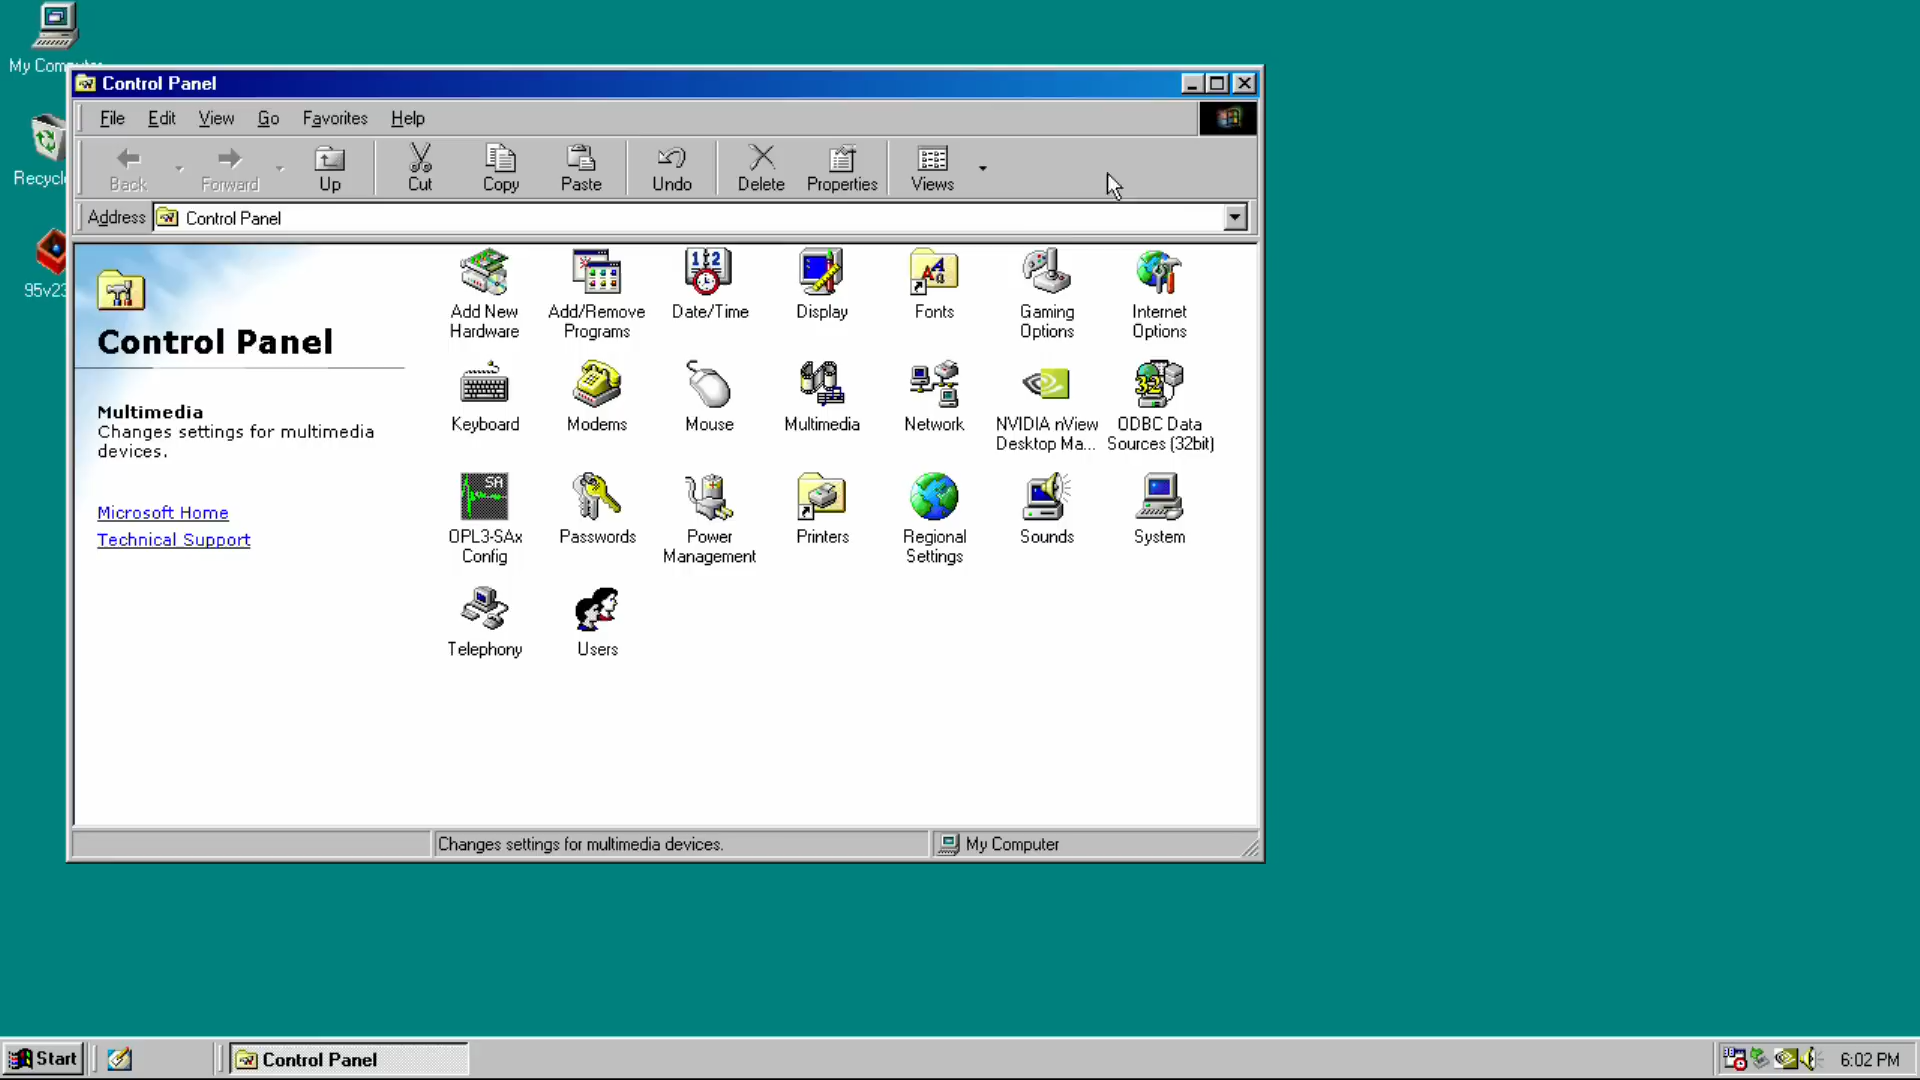 My Com
Control Panel
File Edit View Go Favorites Help
Back Forward Up Cut Copy Paste Undo Delete Properties Views
Recycl
Address Control Panel
95v23
Control Panel
Multimedia
Changes settings for multimedia
devices.
Microsoft Home
Technical Support
Add New
Hardware
Add/Remove
Programs
Date/Time
Display
Fonts
Gaming
Options
Internet
Options
Keyboard
Modems
Mouse
Multimedia
Network
NVIDIA nView
Desktop Ma...
ODBC Data
Sources (32bit)
OPL3-SAx
Config
Passwords
Power
Management
Printers
Regional
Settings
Sounds
System
Telephony
Users
Changes settings for multimedia devices.
My Computer
Start
Control Panel
6:02 PM